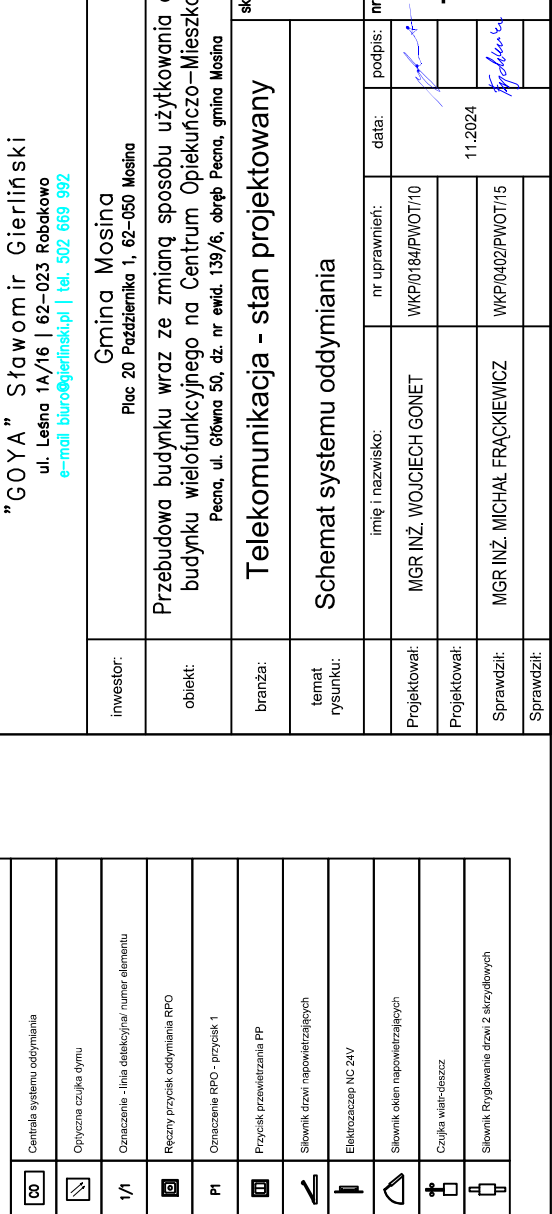 "GOYA" Sławomir Gierliński
ul. Leśna 1A/16 | 62-023 Robakowo
e-mail biuro@gierlinski.pl | tel. 502 669 992
inwestor:
Gmina Mosina
Plac 20 Października 1, 62-050 Mosina
obiekt:
Przebudowa budynku wraz ze zmianą sposobu użytkowania
budynku wielofunkcyjnego na Centrum Opiekuńczo-Mieszk
Pecna, ul. Główna 50, dz. nr ewid. 139/6, obręb Pecna, gmina Mosina
branża:
Telekomunikacja - stan projektowany
sk
temat
rysunku:
Schemat systemu oddymiania
imię i nazwisko:
nr uprawnień:
data:
podpis:
nr
Projektował:
MGR INŻ. WOJCIECH GONET
WKP/0184/PWOT/10
11.2024
Projektował:
Sprawdził:
MGR INŻ. MICHAŁ FRĄCKIEWICZ
WKP/0402/PWOT/15
Sprawdził:
CO
Centrala systemu oddymiania
Optyczna czujka dymu
1/1
Oznaczenie - linia detekcyjna/ numer elementu
Ręczny przycisk oddymiania RPO
P1
Oznaczenie RPO - przycisk 1
Przycisk przewietrzania PP
Siłownik drzwi napowietrzających
Elektrozaczep NC 24V
Siłownik okien napowietrzających
Czujka wiatr-deszcz
Siłownik Rryglowanie drzwi 2 skrzydłowych